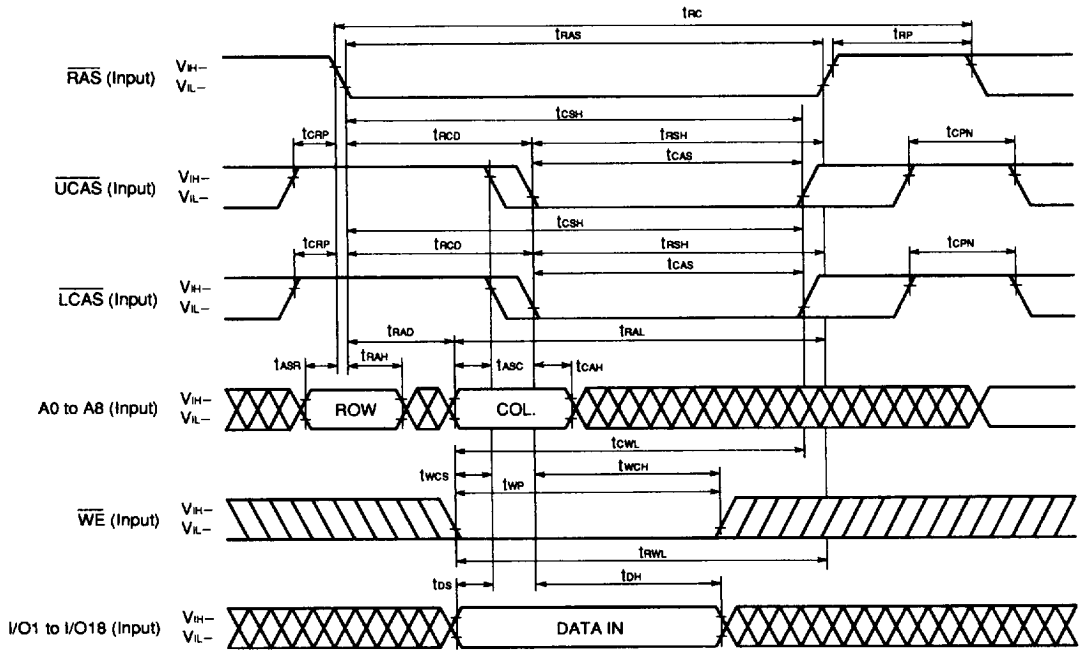 tRC
tRAS
tRP
RAS (Input)
VIH–
VIL–
tCSH
tCRP
tRCD
tRSH
tCPN
tCAS
UCAS (Input)
VIH–
VIL–
tCSH
tCRP
tRCD
tRSH
tCPN
tCAS
LCAS (Input)
VIH–
VIL–
tRAD
tRAL
tASR
tRAH
tASC
tCAH
A0 to A8 (Input)
VIH–
VIL–
ROW
COL.
tCWL
tWCS
tWCH
tWP
WE (Input)
VIH–
VIL–
tRWL
tDS
tDH
I/O1 to I/O18 (Input)
VIH–
VIL–
DATA IN